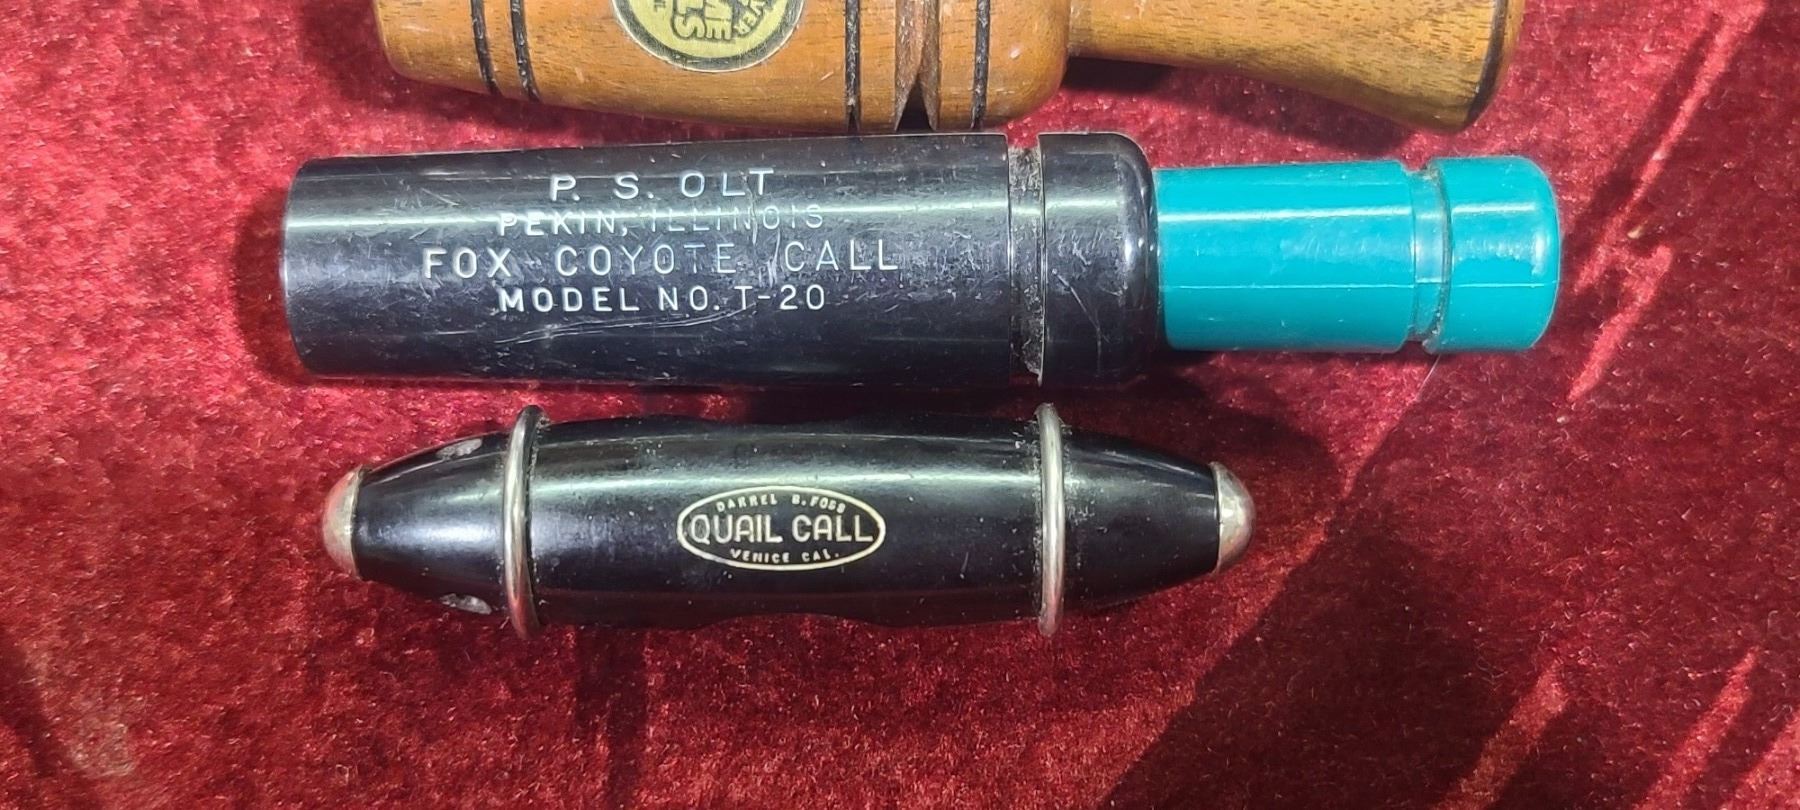 P. S. OLT
PEKIN, ILLINOIS
FOX COYOTE CALL
MODEL NO. T-20
DARREL B. FOSS
QUAIL CALL
VENICE CAL.